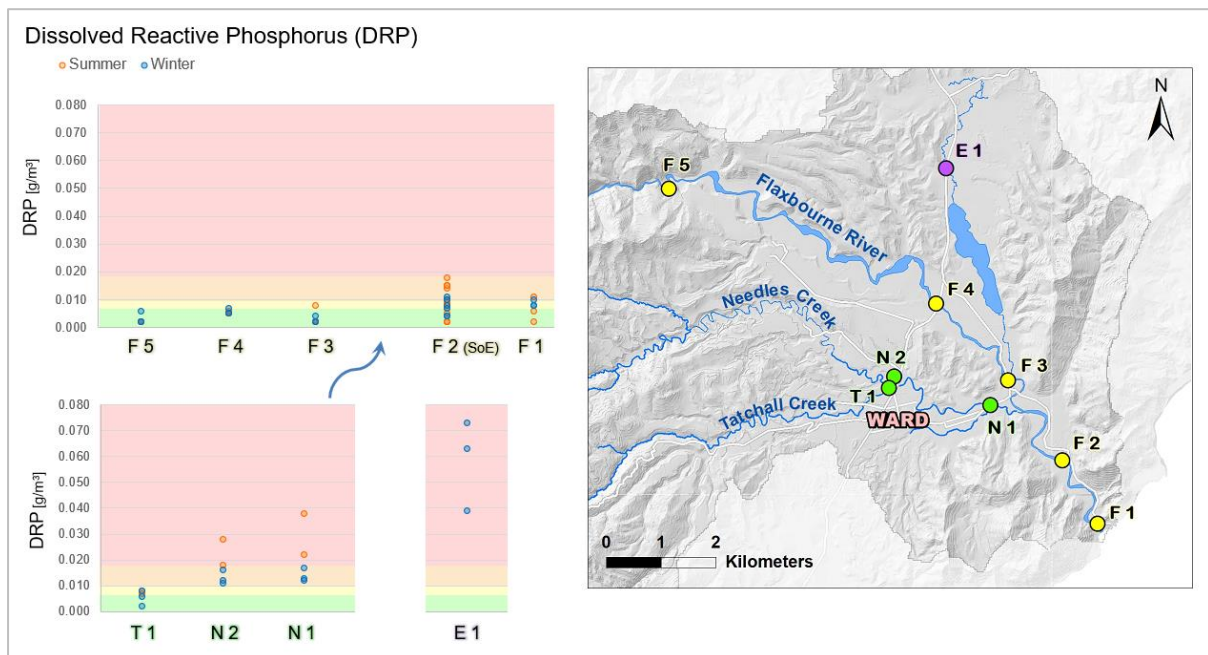 Dissolved Reactive Phosphorus (DRP)
Summer Winter
DRP [g/m³]
0.080
0.070
0.060
0.050
0.040
0.030
0.020
0.010
0.000
F 5 F 4 F 3 F 2 (SoE) F 1
DRP [g/m³]
0.080
0.070
0.060
0.050
0.040
0.030
0.020
0.010
0.000
T 1 N 2 N 1 E 1
N
E 1
F 5
Flaxbourne River
F 4
Needles Creek
N 2
F 3
T 1
Tatchall Creek
WARD
N 1
F 2
F 1
0 1 2
Kilometers